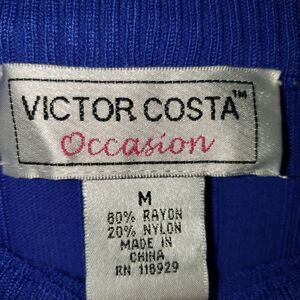 VICTOR COSTA™
Occasion
M
80% RAYON
20% NYLON
MADE IN
CHINA
RN 118929